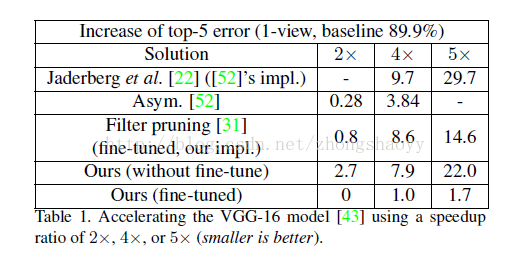 Increase of top-5 error (1-view, baseline 89.9%)
Solution 2× 4× 5×
Jaderberg et al. [22] ([52]'s impl.) - 9.7 29.7
Asym. [52] 0.28 3.84 -
Filter pruning [31]
(fine-tuned, our impl.) 0.8 8.6 14.6
Ours (without fine-tune) 2.7 7.9 22.0
Ours (fine-tuned) 0 1.0 1.7
Table 1. Accelerating the VGG-16 model [43] using a speedup
ratio of 2×, 4×, or 5× (smaller is better).